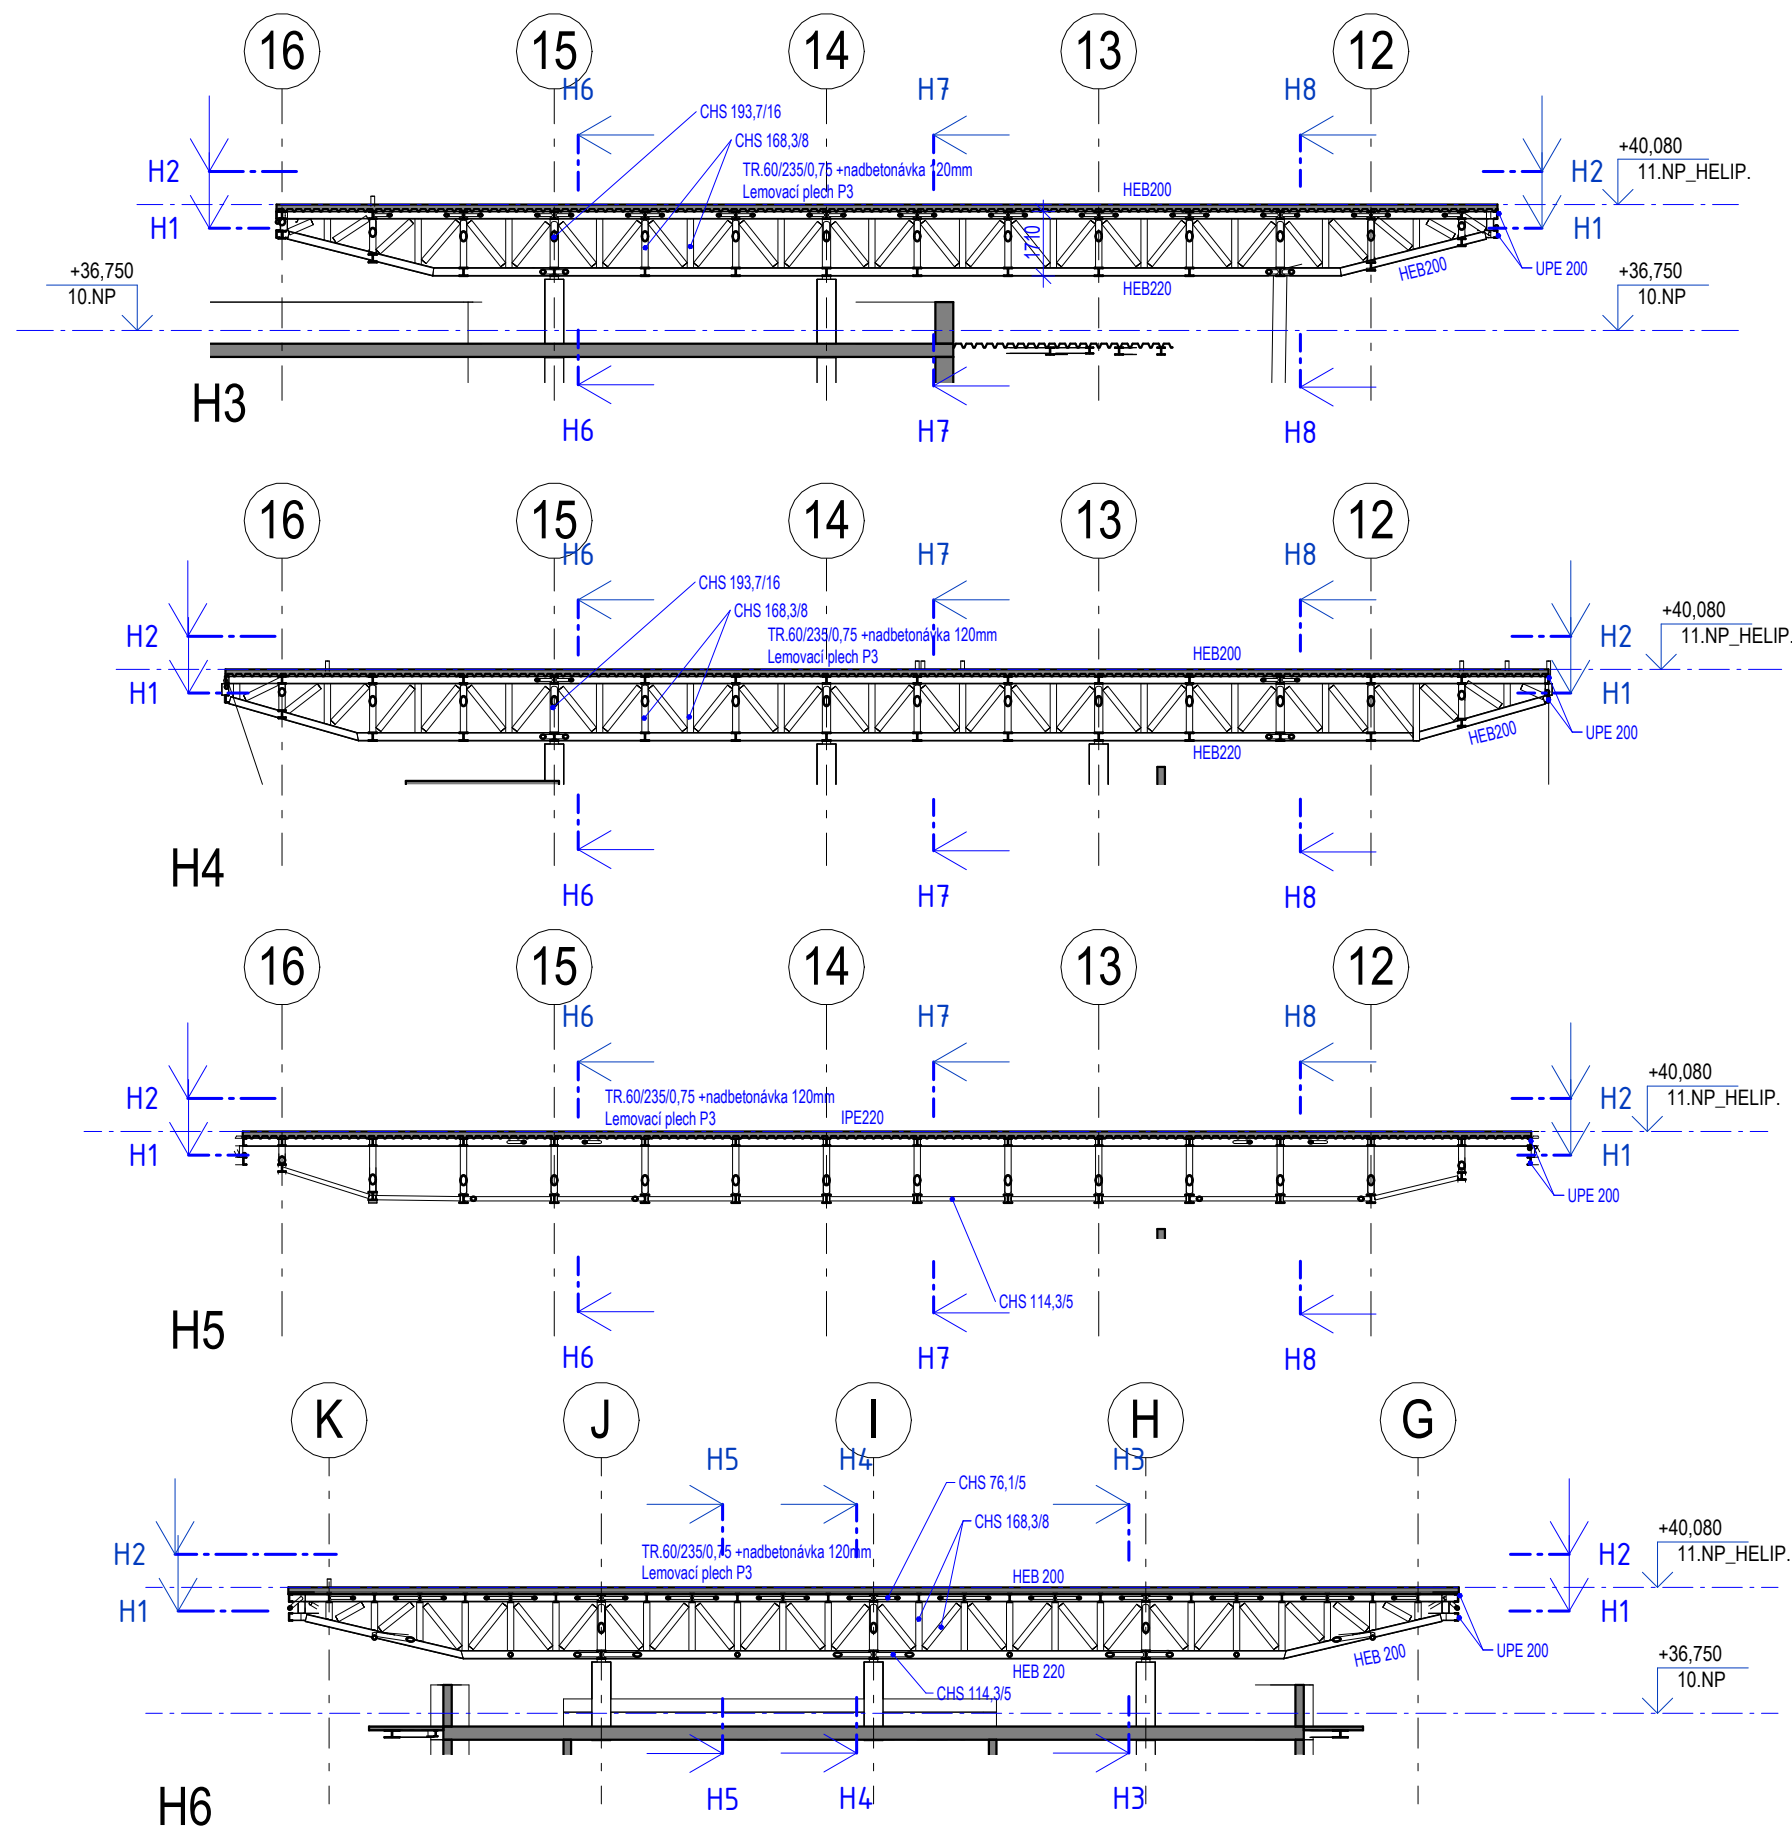 16 15 14 13 12
H6 H7 H8
CHS 193,7/16
CHS 168,3/8
+40,080
H2 TR.60/235/0,75 +nadbetonávka 120mm H2 11.NP_HELIP.
Lemovací plech P3 HEB200
H1 H1
1710
+36,750 HEB200 UPE 200 +36,750
10.NP HEB220 10.NP
H3
H6 H7 H8
16 15 14 13 12
H6 H7 H8
CHS 193,7/16
CHS 168,3/8 +40,080
H2 TR.60/235/0,75 +nadbetonávka 120mm H2 11.NP_HELIP.
Lemovací plech P3 HEB200
H1 H1
HEB200 UPE 200
HEB220
H4
H6 H7 H8
16 15 14 13 12
H6 H7 H8
+40,080
H2 TR.60/235/0,75 +nadbetonávka 120mm H2 11.NP_HELIP.
Lemovací plech P3 IPE220
H1 H1
UPE 200
CHS 114,3/5
H5
H6 H7 H8
K J I H G
H5 H4 H3
CHS 76,1/5
CHS 168,3/8 +40,080
H2 TR.60/235/0,75 +nadbetonávka 120mm H2 11.NP_HELIP.
Lemovací plech P3 HEB 200
H1 H1
HEB 200 UPE 200 +36,750
HEB 220 10.NP
CHS 114,3/5
H5 H4 H3
H6